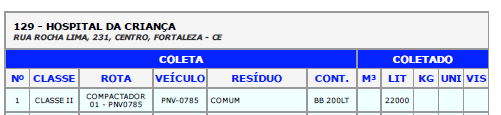 129 - HOSPITAL DA CRIANÇA
RUA ROCHA LIMA, 231, CENTRO, FORTALEZA - CE
COLETA COLETADO
Nº CLASSE ROTA VEÍCULO RESÍDUO CONT. M³ LIT KG UNI VIS
1 CLASSE II COMPACTADOR 01 - PNV0785 PNV-0785 COMUM BB 200LT 22000